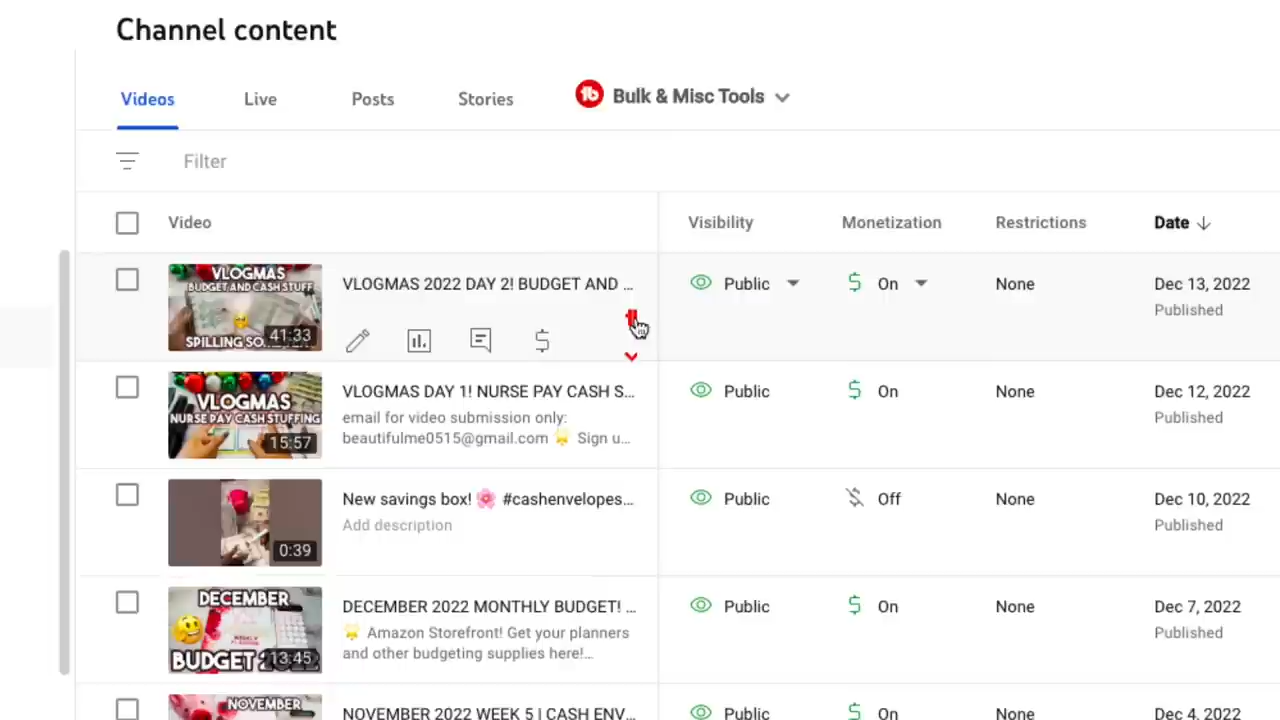 Channel content
Videos
Live
Posts
Stories
Bulk & Misc Tools
Filter
Video
Visibility
Monetization
Restrictions
Date
VLOGMAS
BUDGET AND CASH STUFF
41:33
VLOGMAS 2022 DAY 2! BUDGET AND ...
Public
On
None
Dec 13, 2022
Published
VLOGMAS
NURSE PAY CASH STUFFING
15:57
VLOGMAS DAY 1! NURSE PAY CASH S...
email for video submission only:
beautifulme0515@gmail.com 🌟 Sign u...
Public
On
None
Dec 12, 2022
Published
0:39
New savings box! 🌸 #cashenvelopes...
Add description
Public
Off
None
Dec 10, 2022
Published
DECEMBER
BUDGET 2022
13:45
DECEMBER 2022 MONTHLY BUDGET! ...
🌟 Amazon Storefront! Get your planners
and other budgeting supplies here!...
Public
On
None
Dec 7, 2022
Published
NOVEMBER
NOVEMBER 2022 WEEK 5 | CASH ENV...
Public
On
None
Dec 4, 2022